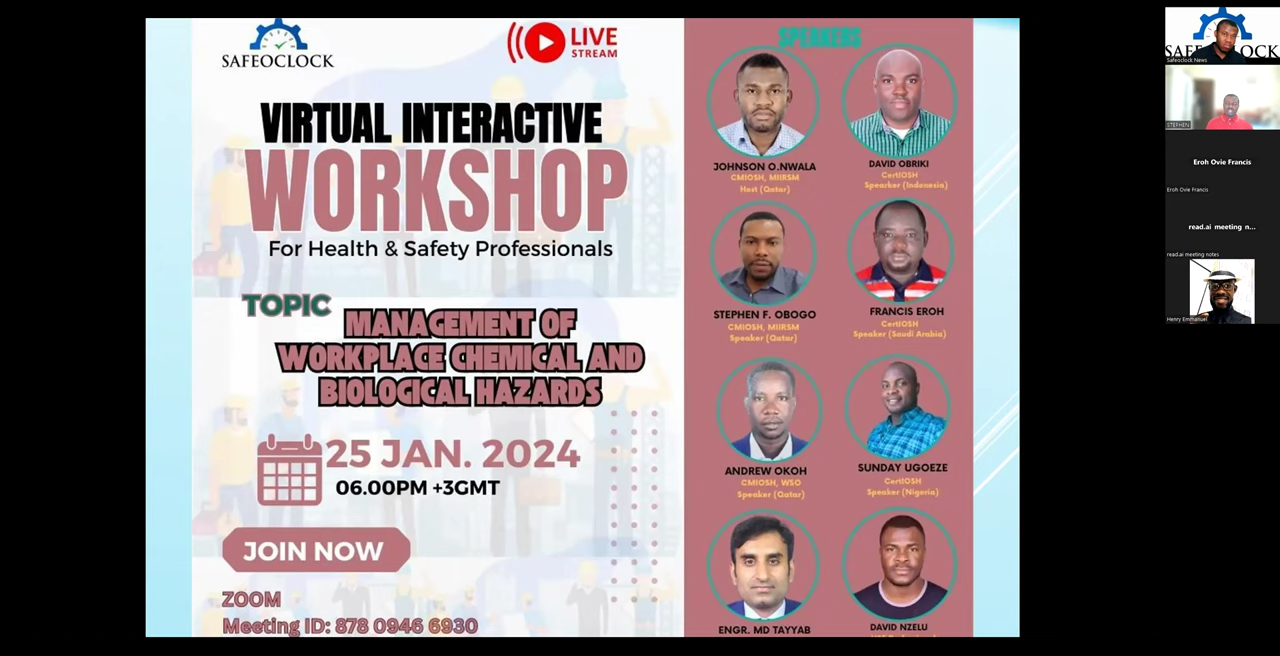 SAFEOCLOCK
LIVE
STREAM
VIRTUAL INTERACTIVE
WORKSHOP
For Health & Safety Professionals
TOPIC
MANAGEMENT OF
WORKPLACE CHEMICAL AND
BIOLOGICAL HAZARDS
25 JAN. 2024
06.00PM +3GMT
JOIN NOW
ZOOM
Meeting ID: 878 0946 6930
SPEAKERS
JOHNSON O.NWALA
CMIOSH, MIIRSM
Host (Qatar)
DAVID OBRIKI
CertIOSH
Spearker (Indonesia)
STEPHEN F. OBOGO
CMIOSH, MIIRSM
Speaker (Qatar)
FRANCIS EROH
CertIOSH
Speaker (Saudi Arabia)
ANDREW OKOH
CMIOSH, WSO
Speaker (Qatar)
SUNDAY UGOEZE
CertIOSH
Speaker (Nigeria)
ENGR. MD TAYYAB
DAVID NZELU
SAFEOCLOCK
Safeoclock News
STEPHEN
Eroh Ovie Francis
Eroh Ovie Francis
read.ai meeting n...
read.ai meeting notes
Henry Emmanuel